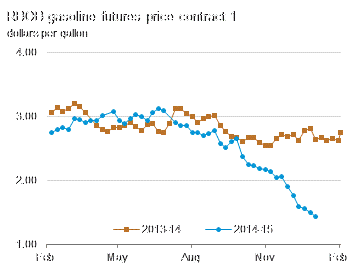 RBOB gasoline futures price contract 1
dollars per gallon
4.00
3.00
2.00
1.00
2013-14 2014-15
Feb May Aug Nov Feb